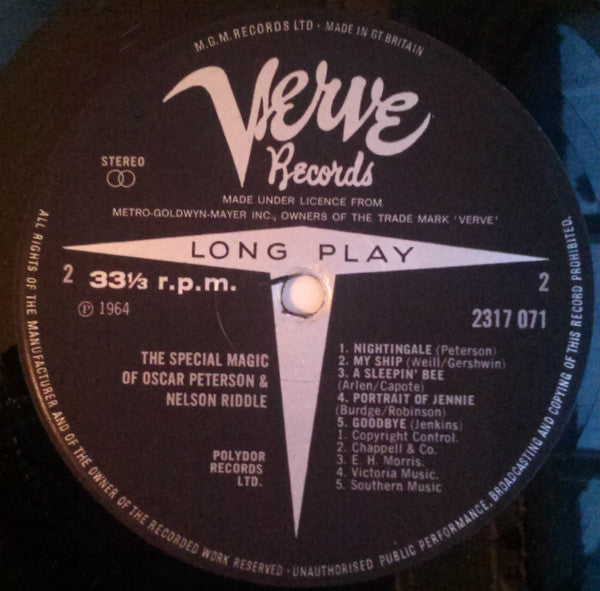 M.G.M. RECORDS LTD - MADE IN GT. BRITAIN
Verve
Records
STEREO
MADE UNDER LICENCE FROM
METRO-GOLDWYN-MAYER INC., OWNERS OF THE TRADE MARK 'VERVE'
LONG PLAY
2 33⅓ r.p.m.
2
℗ 1964
2317 071
THE SPECIAL MAGIC
OF OSCAR PETERSON &
NELSON RIDDLE
POLYDOR
RECORDS
LTD.
1. NIGHTINGALE (Peterson)
2. MY SHIP (Weill/Gershwin)
3. A SLEEPIN' BEE
(Arlen/Capote)
4. PORTRAIT OF JENNIE
(Burdge/Robinson)
5. GOODBYE (Jenkins)
1. Copyright Control.
2. Chappell & Co.
3. E. H. Morris.
4. Victoria Music.
5. Southern Music
ALL RIGHTS OF THE MANUFACTURER AND OF THE OWNER OF THE RECORDED WORK RESERVED - UNAUTHORISED PUBLIC PERFORMANCE, BROADCASTING AND COPYING OF THIS RECORD PROHIBITED.